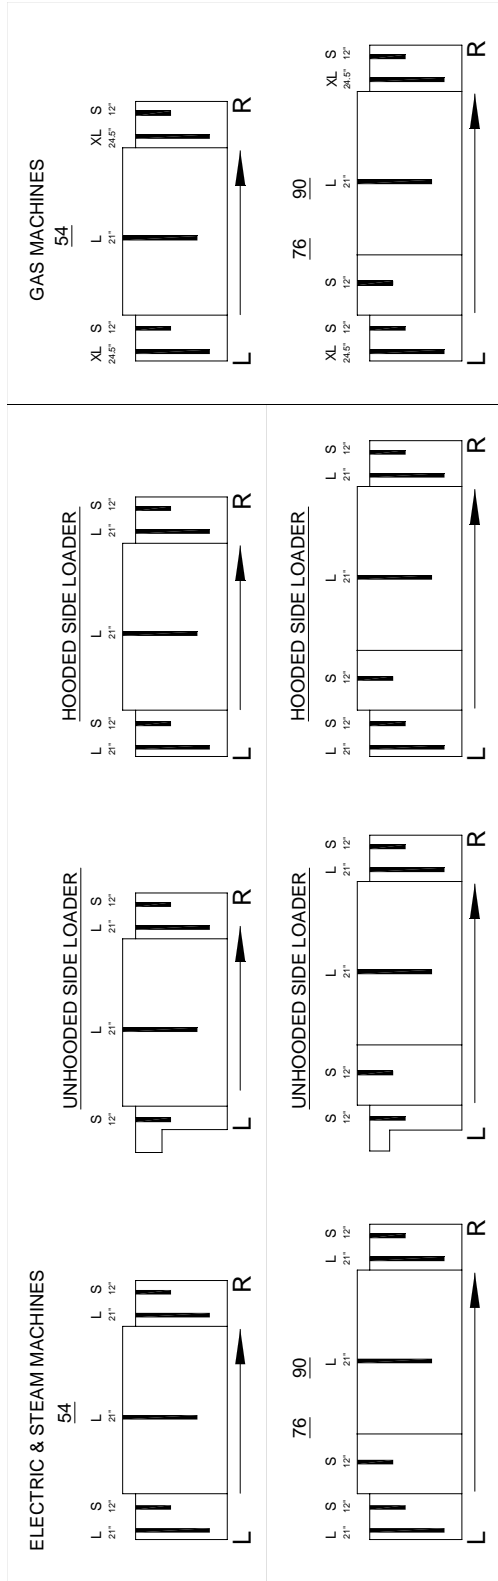 ELECTRIC & STEAM MACHINES
54
L S L L S
21" 12" 21" 21" 12"
L R
UNHOODED SIDE LOADER
S L L S
12" 21" 21" 12"
L R
HOODED SIDE LOADER
L S L L S
21" 12" 21" 21" 12"
L R
GAS MACHINES
54
XL S L XL S
24.5" 12" 21" 24.5" 12"
L R
76 90
L S S L L S
21" 12" 12" 21" 21" 12"
L R
UNHOODED SIDE LOADER
S S L L S
12" 12" 21" 21" 12"
L R
HOODED SIDE LOADER
L S S L L S
21" 12" 12" 21" 21" 12"
L R
76 90
XL S S L XL S
24.5" 12" 12" 21" 24.5" 12"
L R